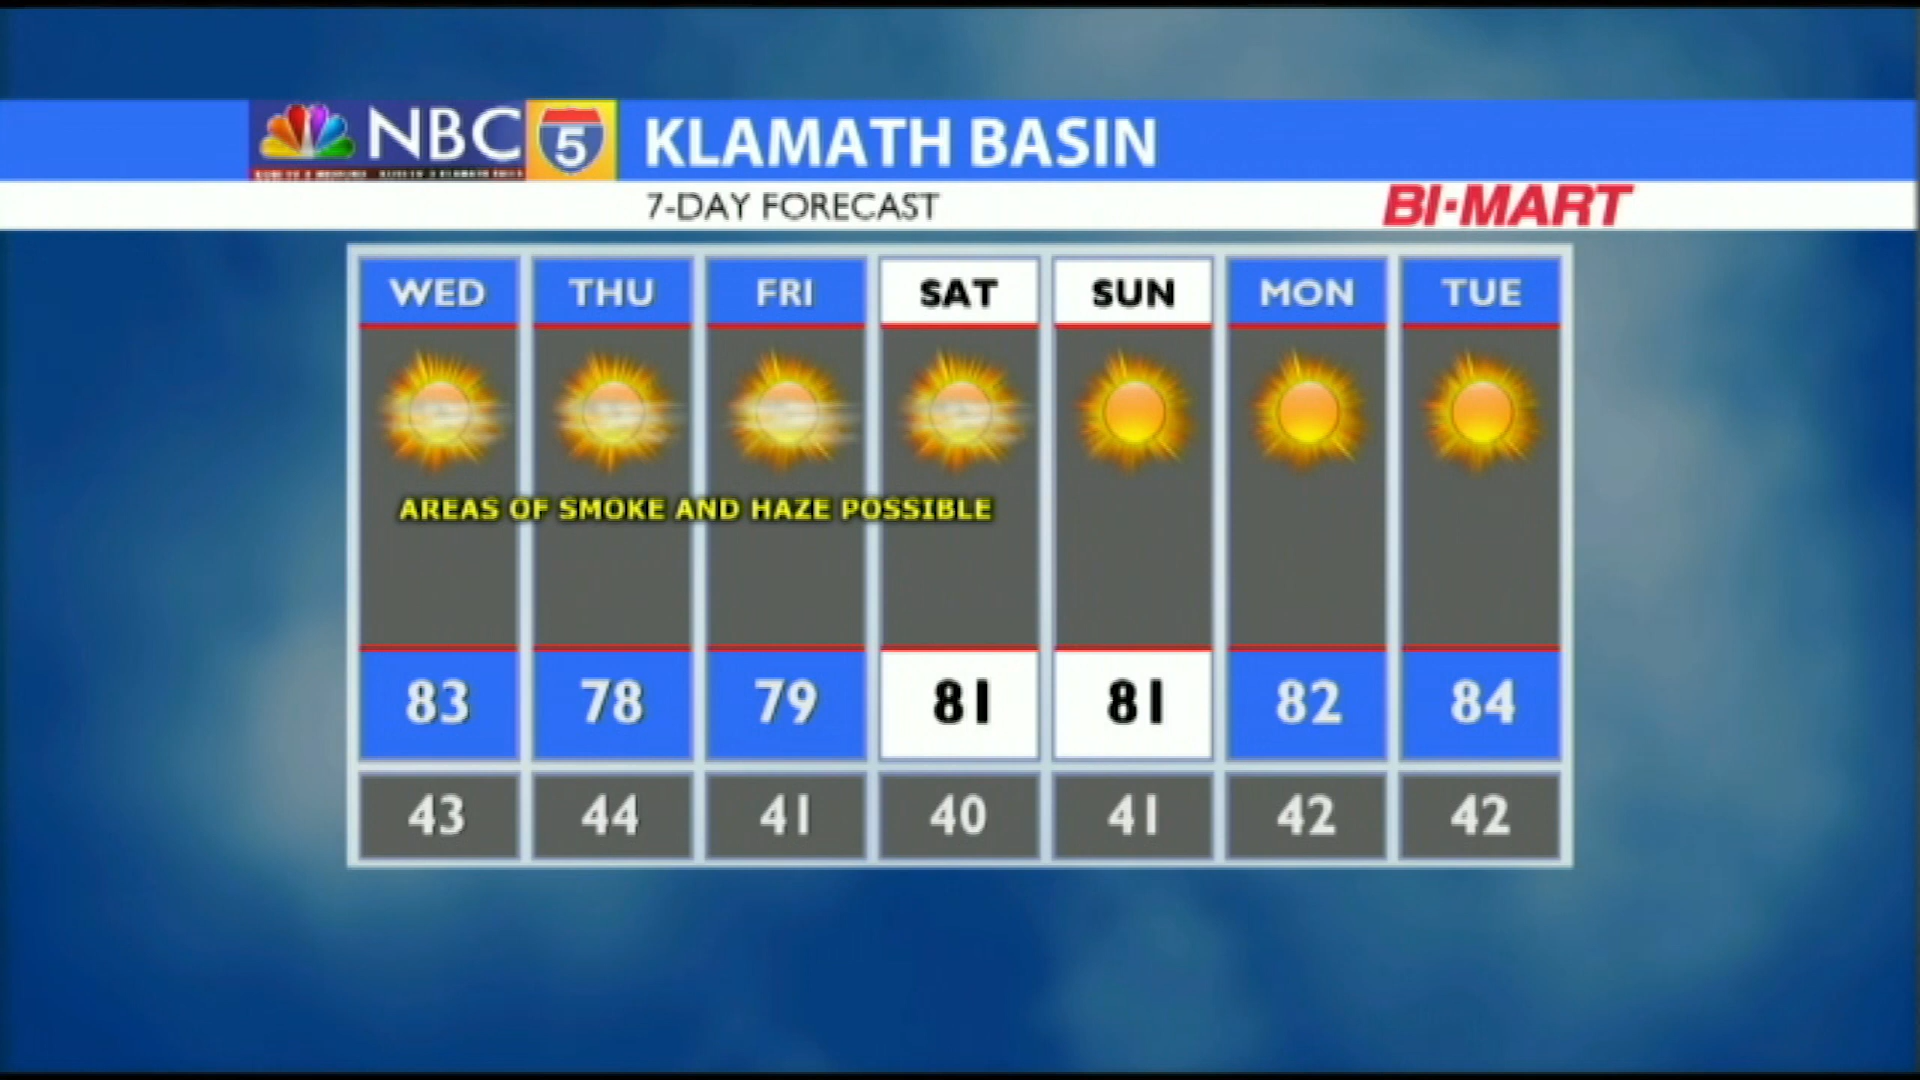 NBC 5 KLAMATH BASIN
7-DAY FORECAST BI-MART
WED THU FRI SAT SUN MON TUE
AREAS OF SMOKE AND HAZE POSSIBLE
83 78 79 81 81 82 84
43 44 41 40 41 42 42